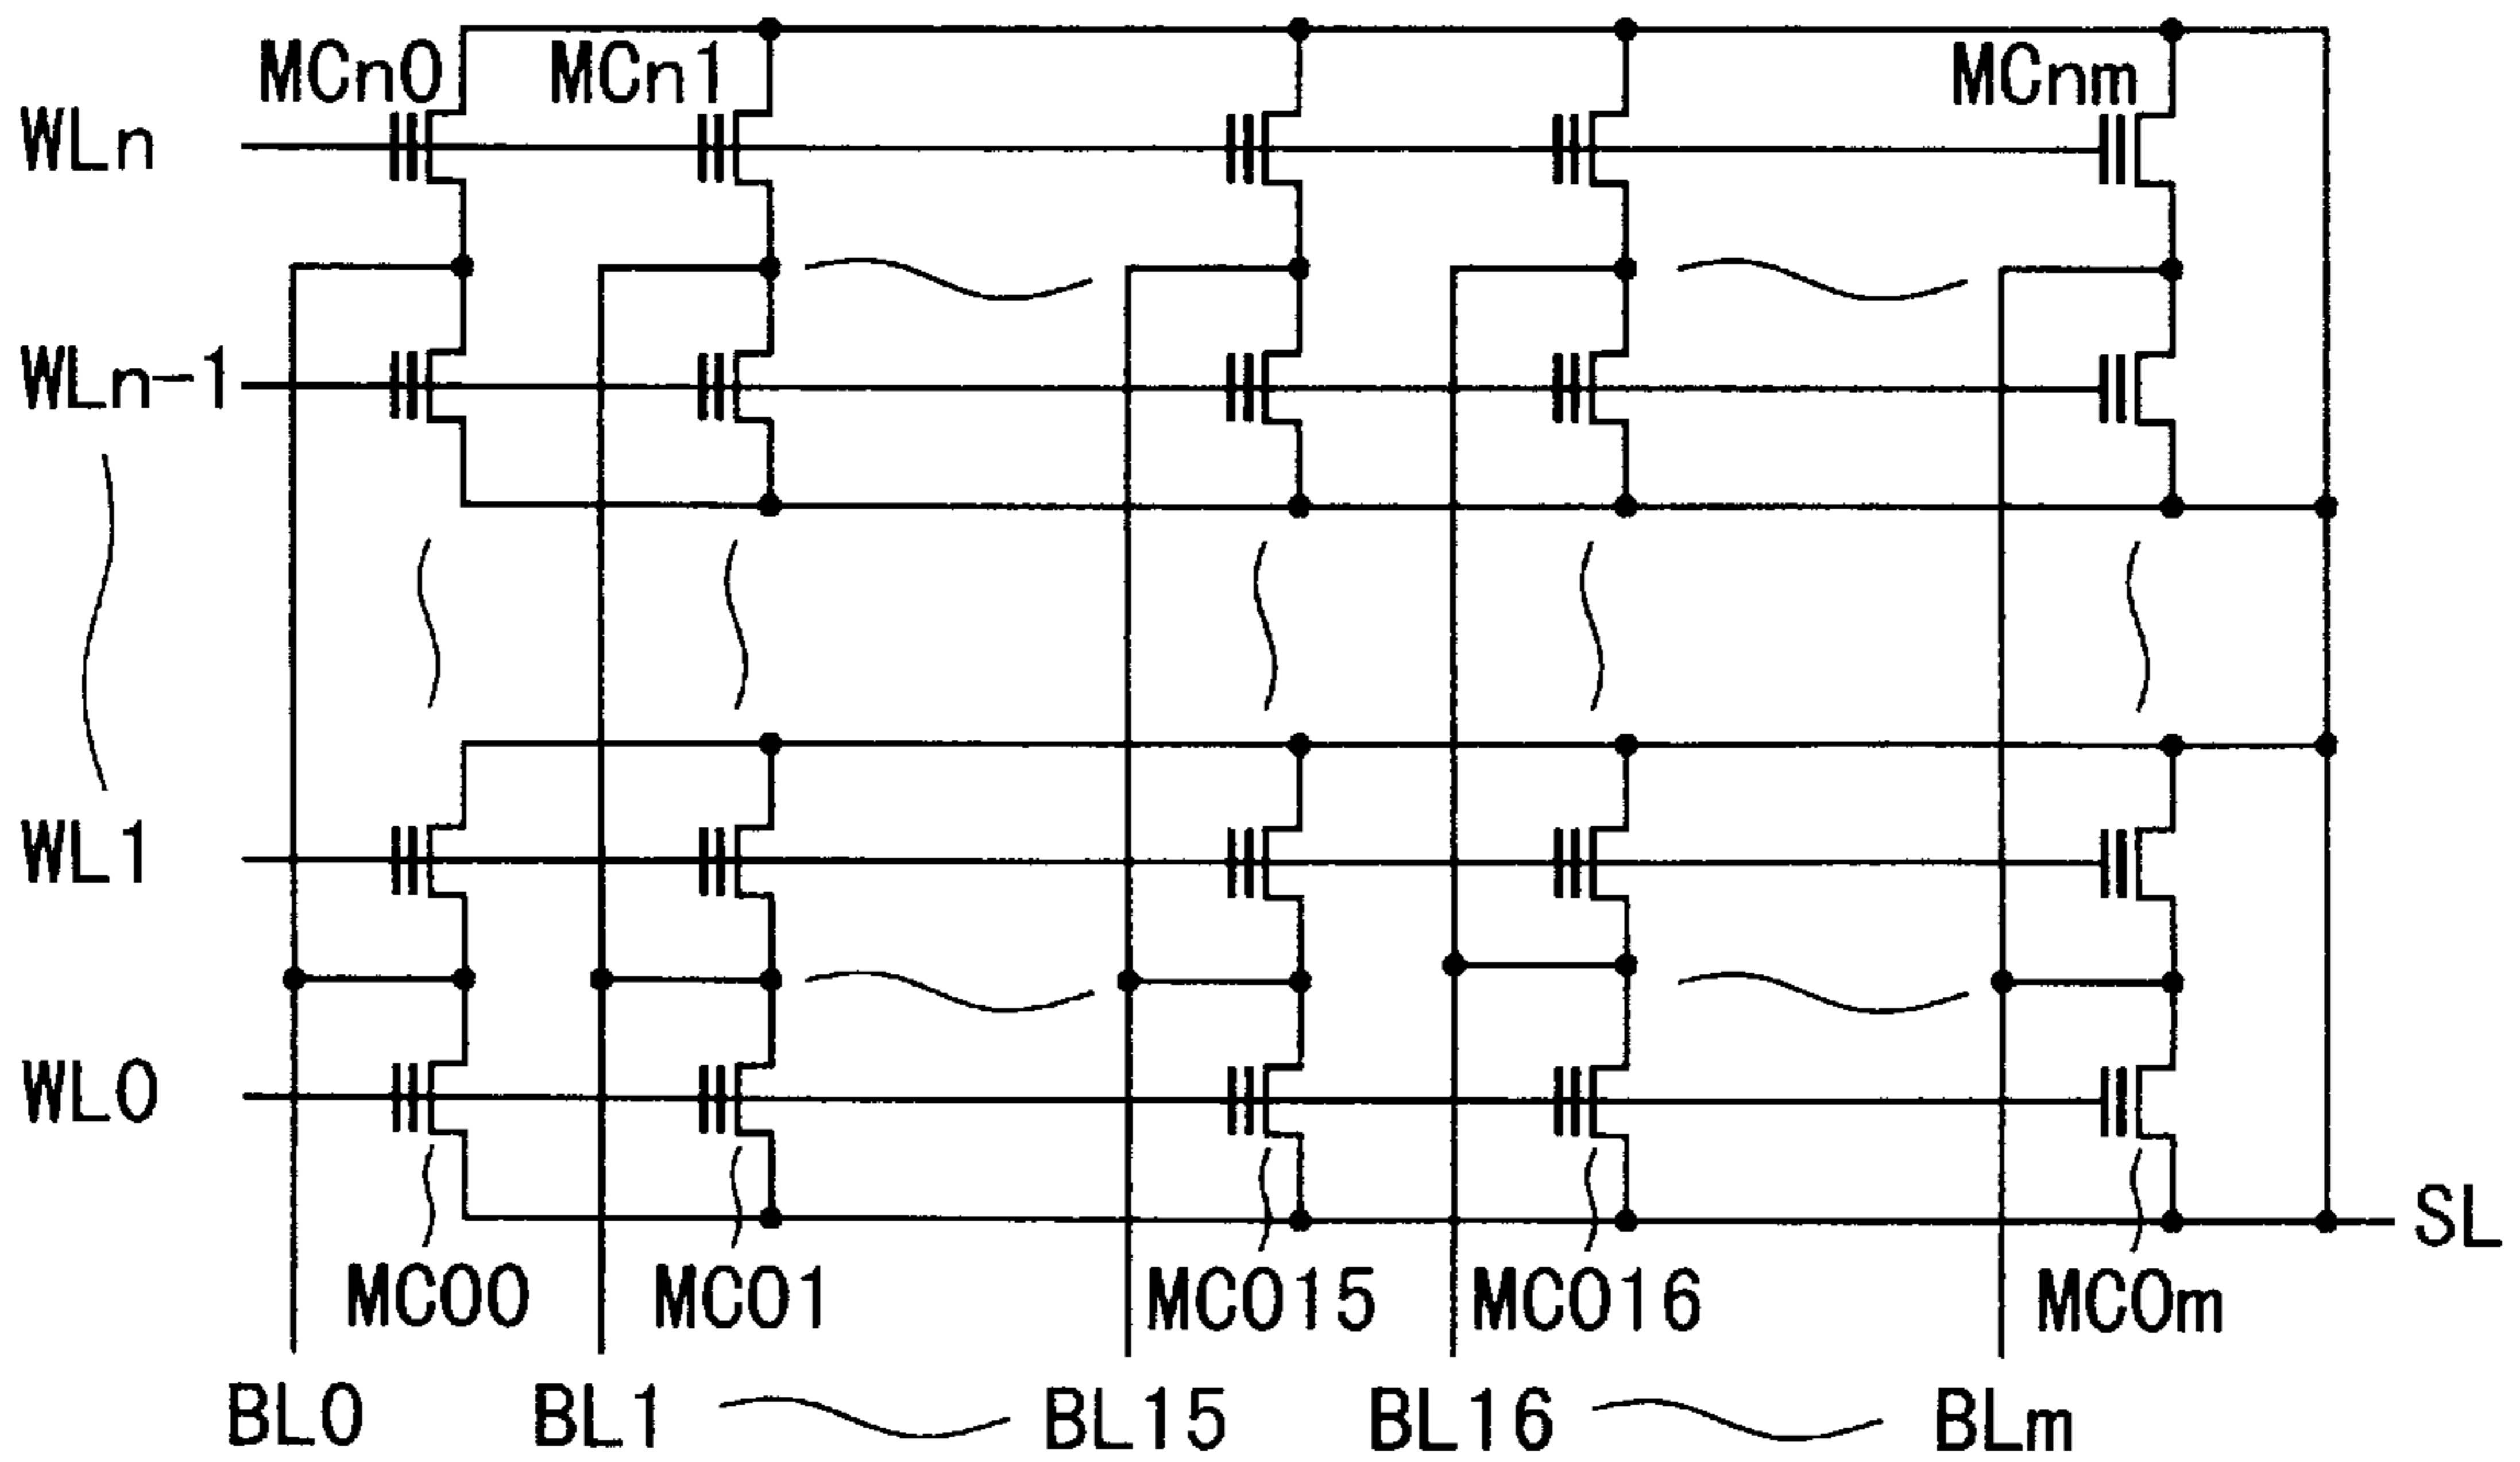 MCn0 MCn1 MCnm
WLn
WLn-1
WL1
WL0
SL
MC00 MC01 MC015 MC016 MC0m
BL0 BL1 BL15 BL16 BLm